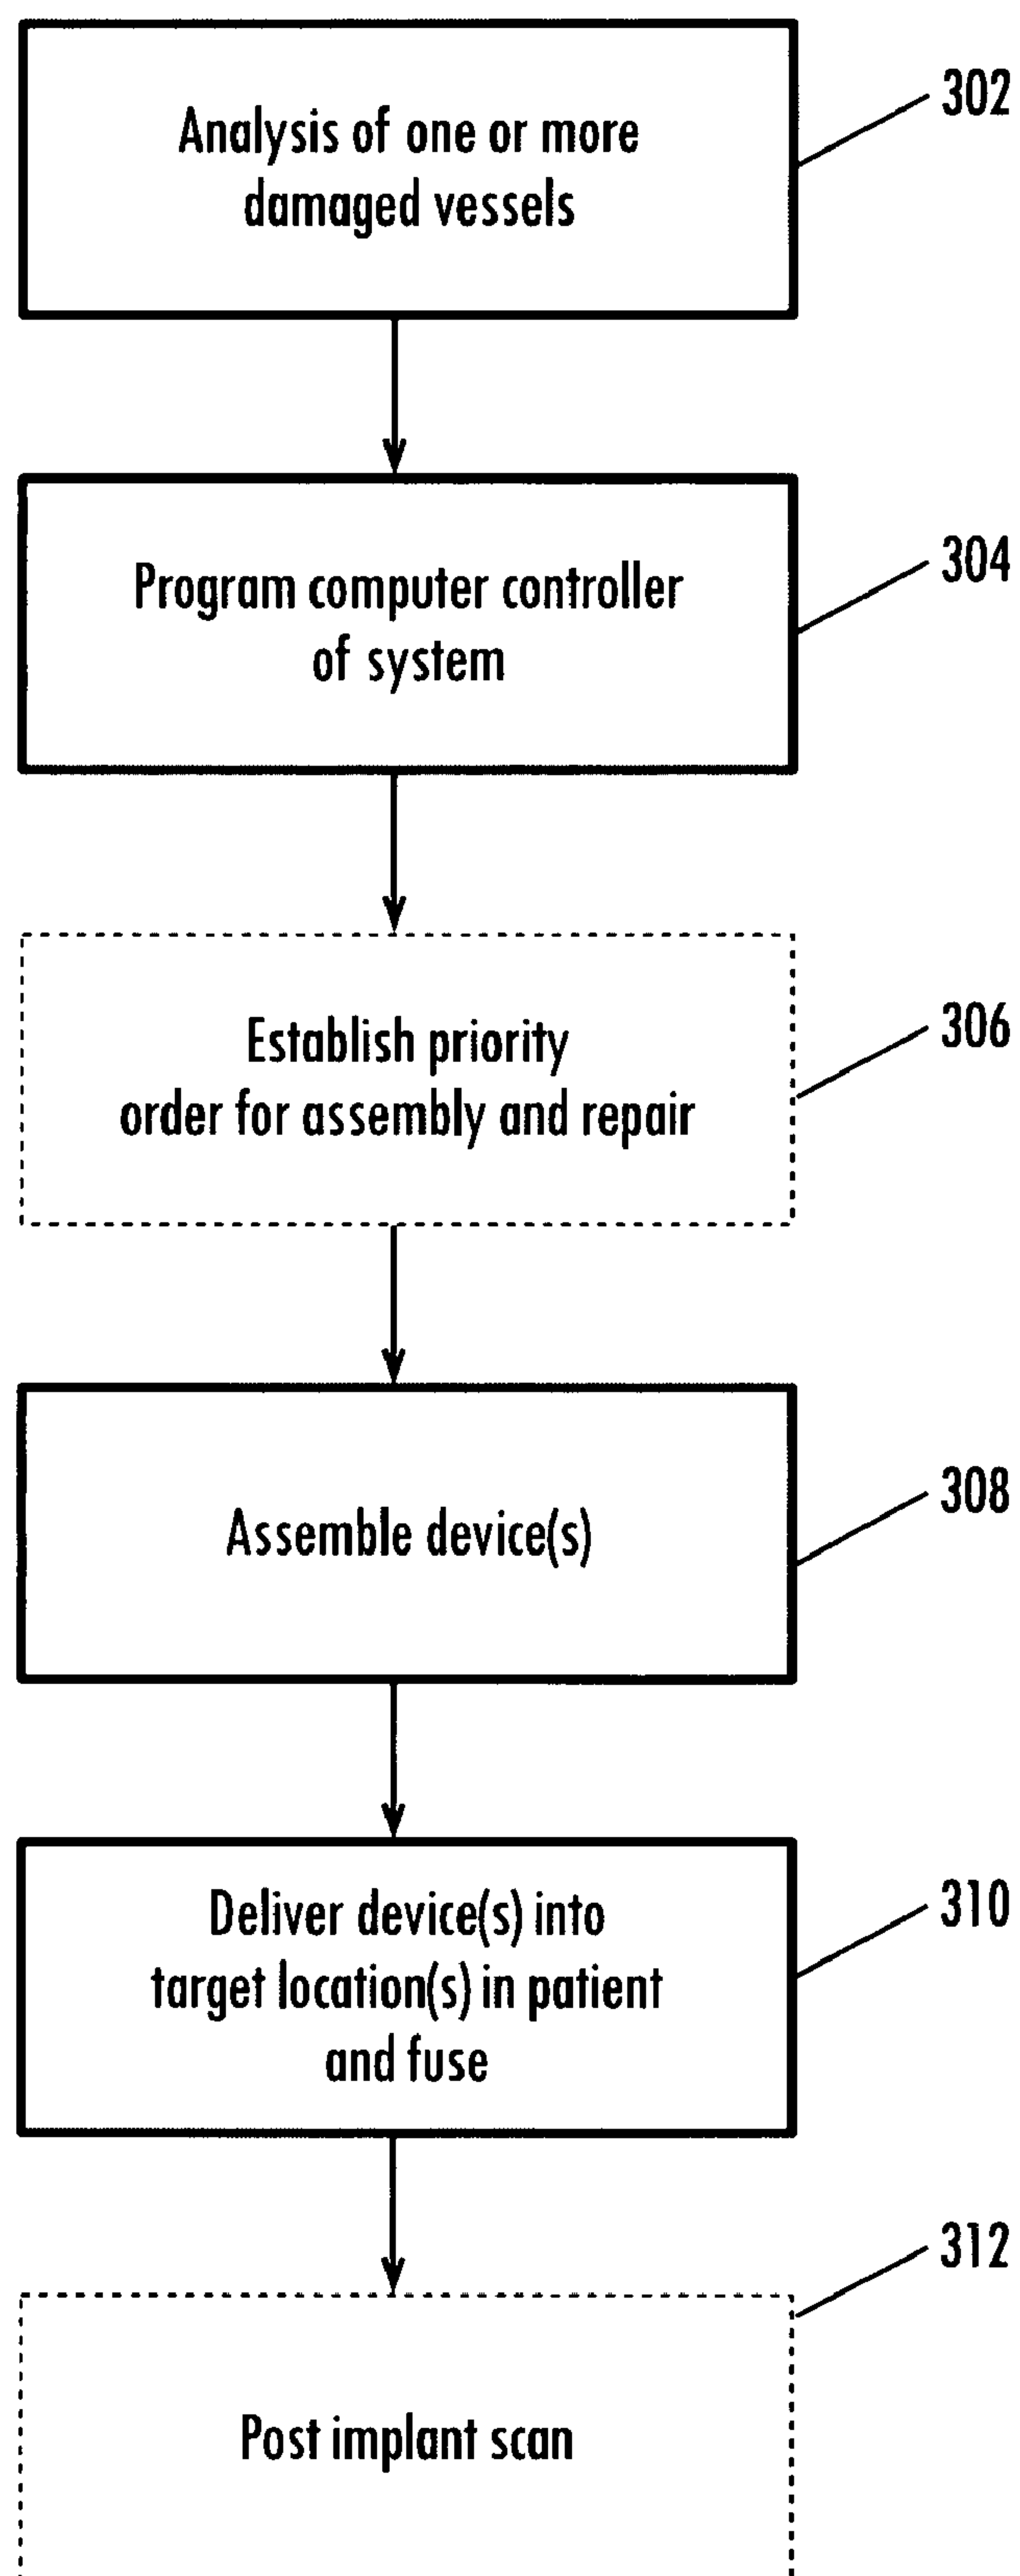 Analysis of one or more
damaged vessels
302
Program computer controller
of system
304
Establish priority
order for assembly and repair
306
Assemble device(s)
308
Deliver device(s) into
target location(s) in patient
and fuse
310
312
Post implant scan